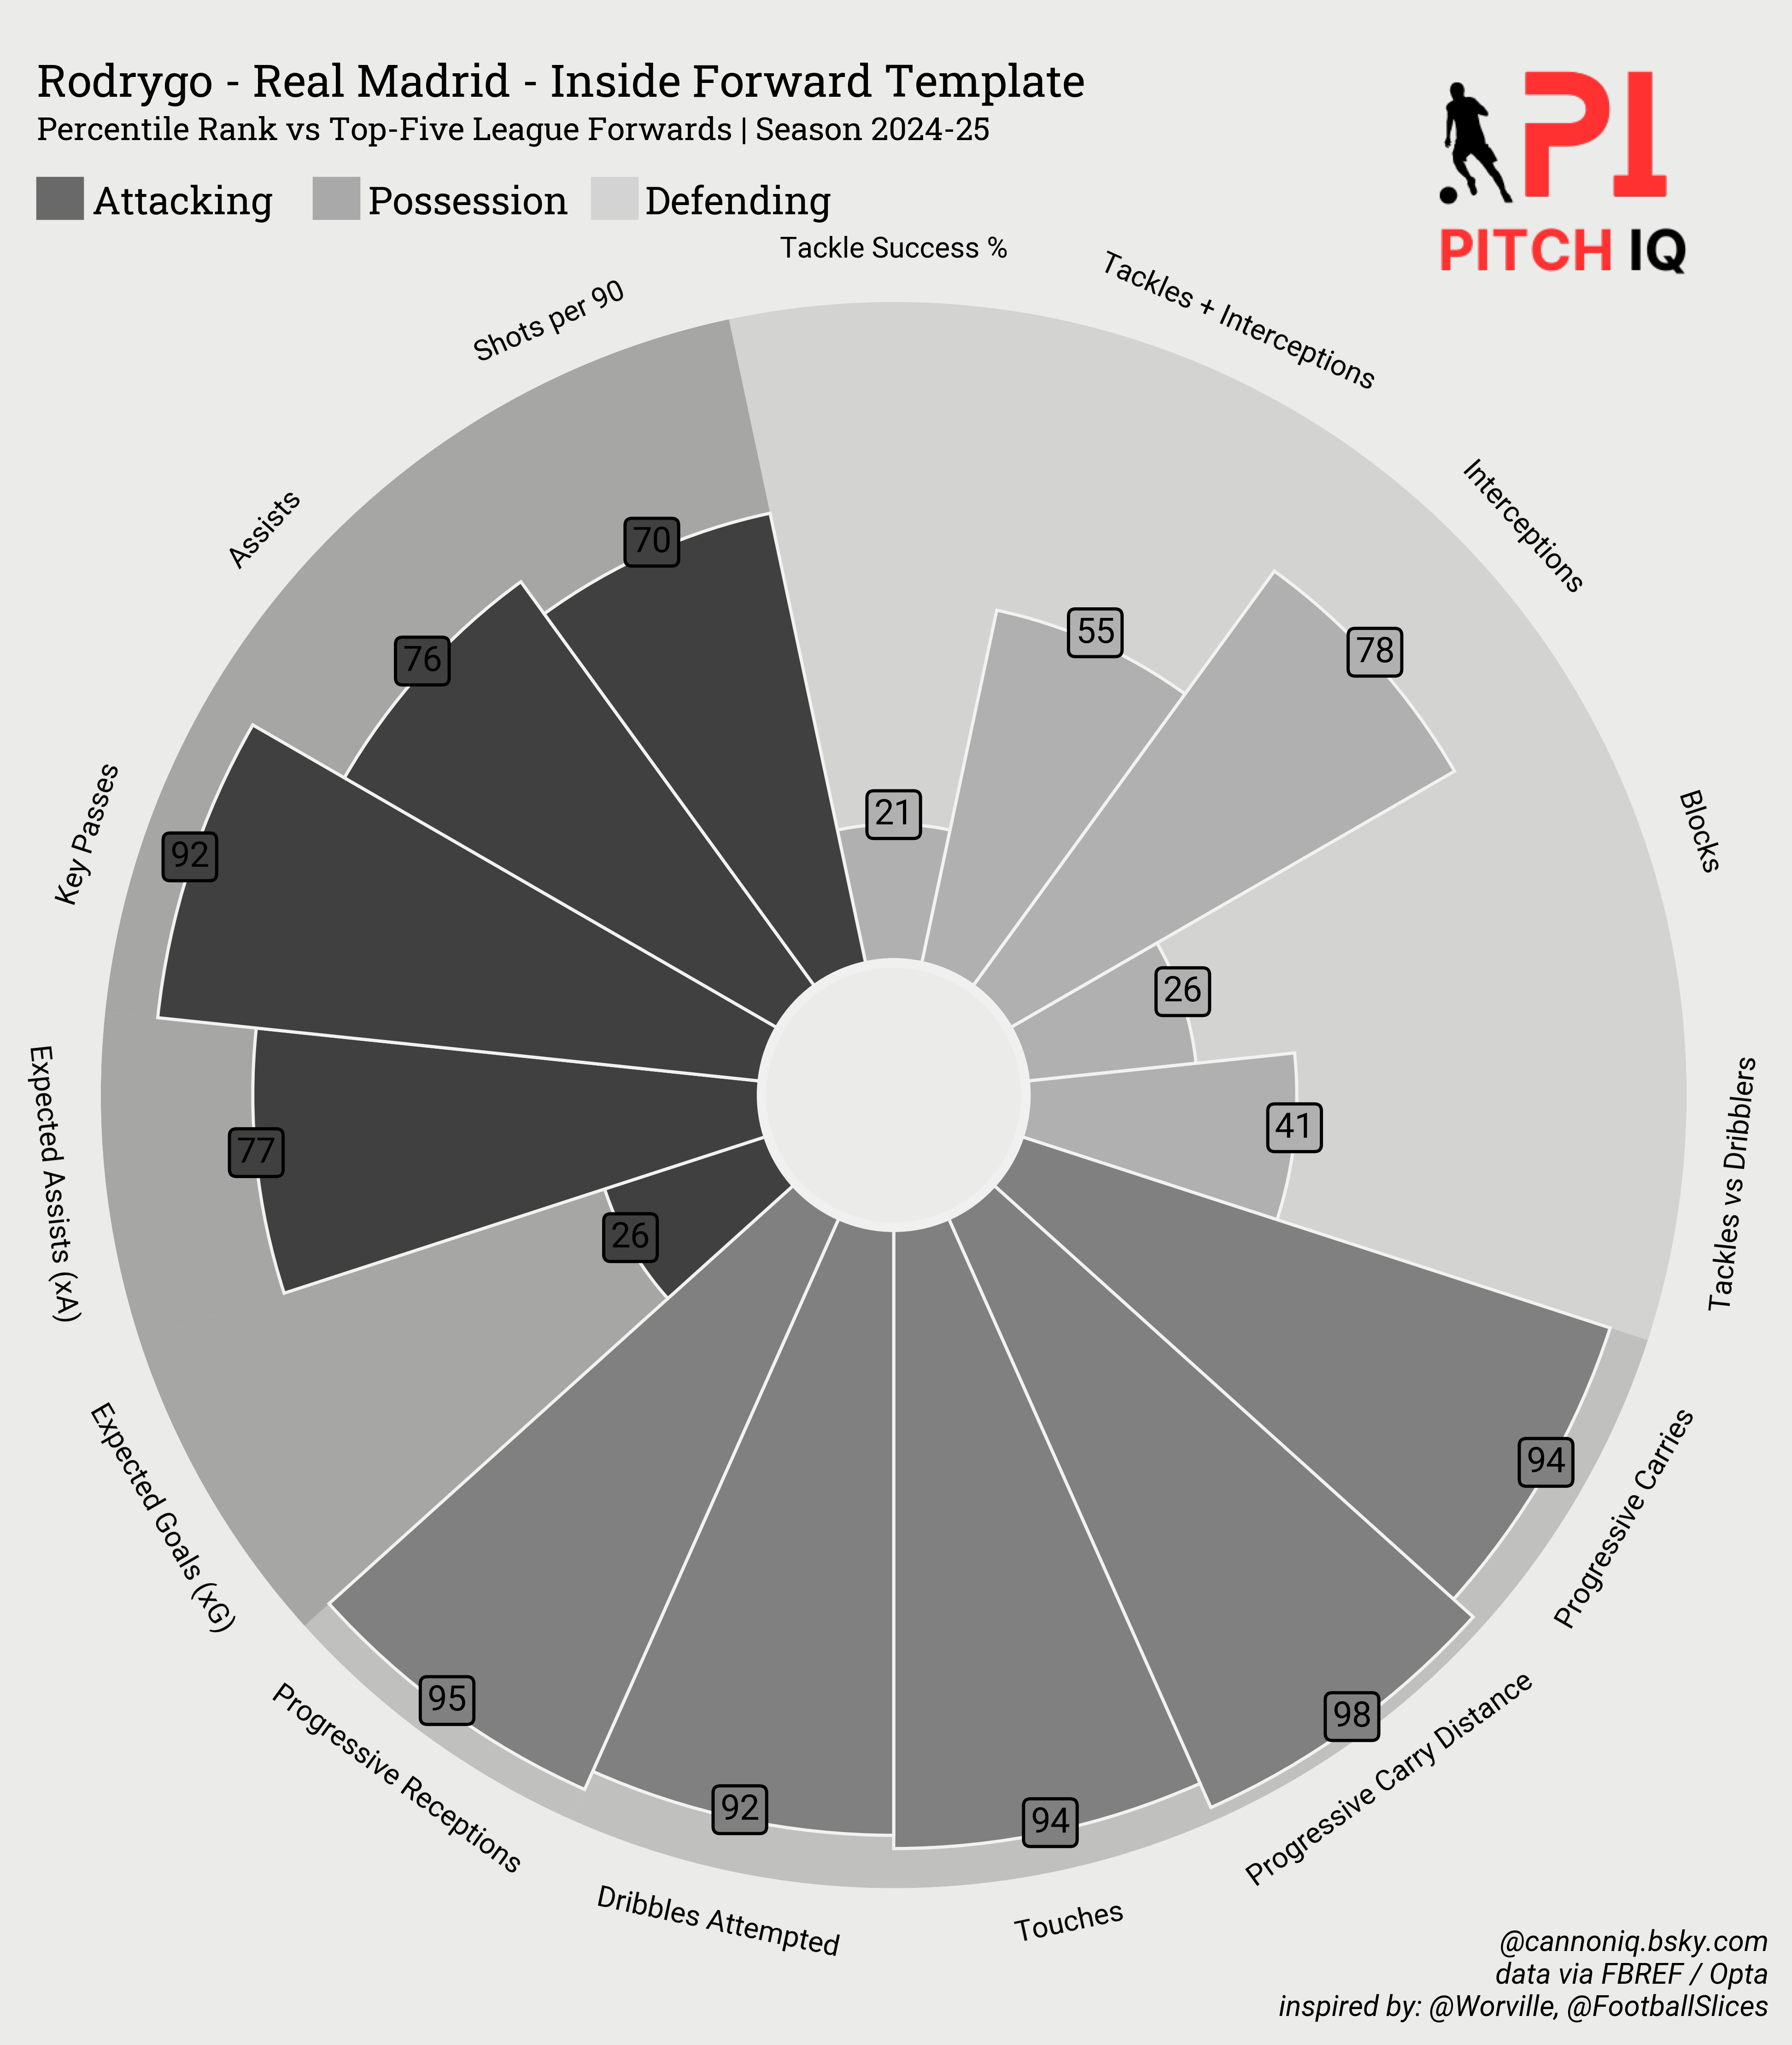 Rodrygo - Real Madrid - Inside Forward Template
Percentile Rank vs Top-Five League Forwards | Season 2024-25
Attacking Possession Defending
PI
PITCH IQ
Tackle Success %
21
Tackles + Interceptions
55
Interceptions
78
Blocks
26
Tackles vs Dribblers
41
Progressive Carries
94
Progressive Carry Distance
98
Touches
94
Dribbles Attempted
92
Progressive Receptions
95
Expected Goals (xG)
26
Expected Assists (xA)
77
Key Passes
92
Assists
76
Shots per 90
70
@cannoniq.bsky.com
data via FBREF / Opta
inspired by: @Worville, @FootballSlices